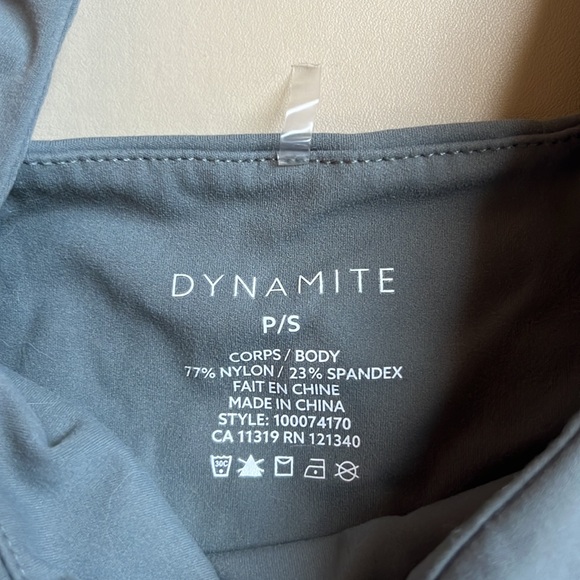 DYNAMITE
P/S
CORPS / BODY
77% NYLON / 23% SPANDEX
FAIT EN CHINE
MADE IN CHINA
STYLE: 100074170
CA 11319 RN 121340
30C